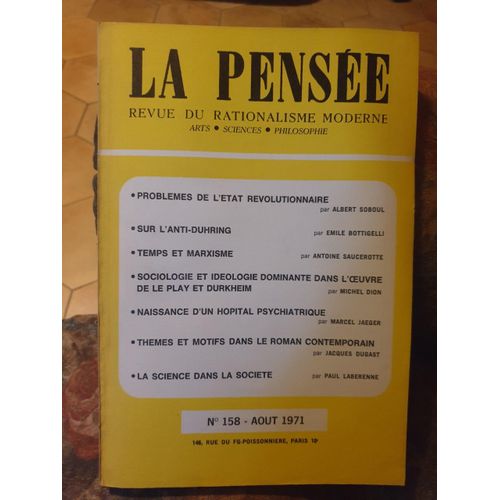 LA PENSÉE
REVUE DU RATIONALISME MODERNE
ARTS • SCIENCES • PHILOSOPHIE
• PROBLEMES DE L'ETAT REVOLUTIONNAIRE
par ALBERT SOBOUL
• SUR L'ANTI-DUHRING par EMILE BOTTIGELLI
• TEMPS ET MARXISME par ANTOINE SAUCEROTTE
• SOCIOLOGIE ET IDEOLOGIE DOMINANTE DANS L'ŒUVRE
DE LE PLAY ET DURKHEIM par MICHEL DION
• NAISSANCE D'UN HOPITAL PSYCHIATRIQUE
par MARCEL JAEGER
• THEMES ET MOTIFS DANS LE ROMAN CONTEMPORAIN
par JACQUES DUGAST
• LA SCIENCE DANS LA SOCIETE par PAUL LABERENNE
N° 158 - AOUT 1971
146, RUE DU FG-POISSONNIERE, PARIS 10e